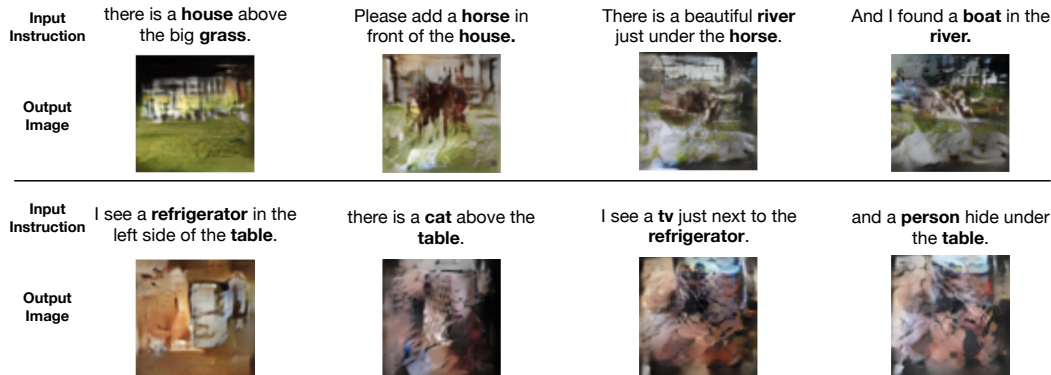 Input Instruction
there is a house above the big grass.
Please add a horse in front of the house.
There is a beautiful river just under the horse.
And I found a boat in the river.
Output Image
Input Instruction
I see a refrigerator in the left side of the table.
there is a cat above the table.
I see a tv just next to the refrigerator.
and a person hide under the table.
Output Image